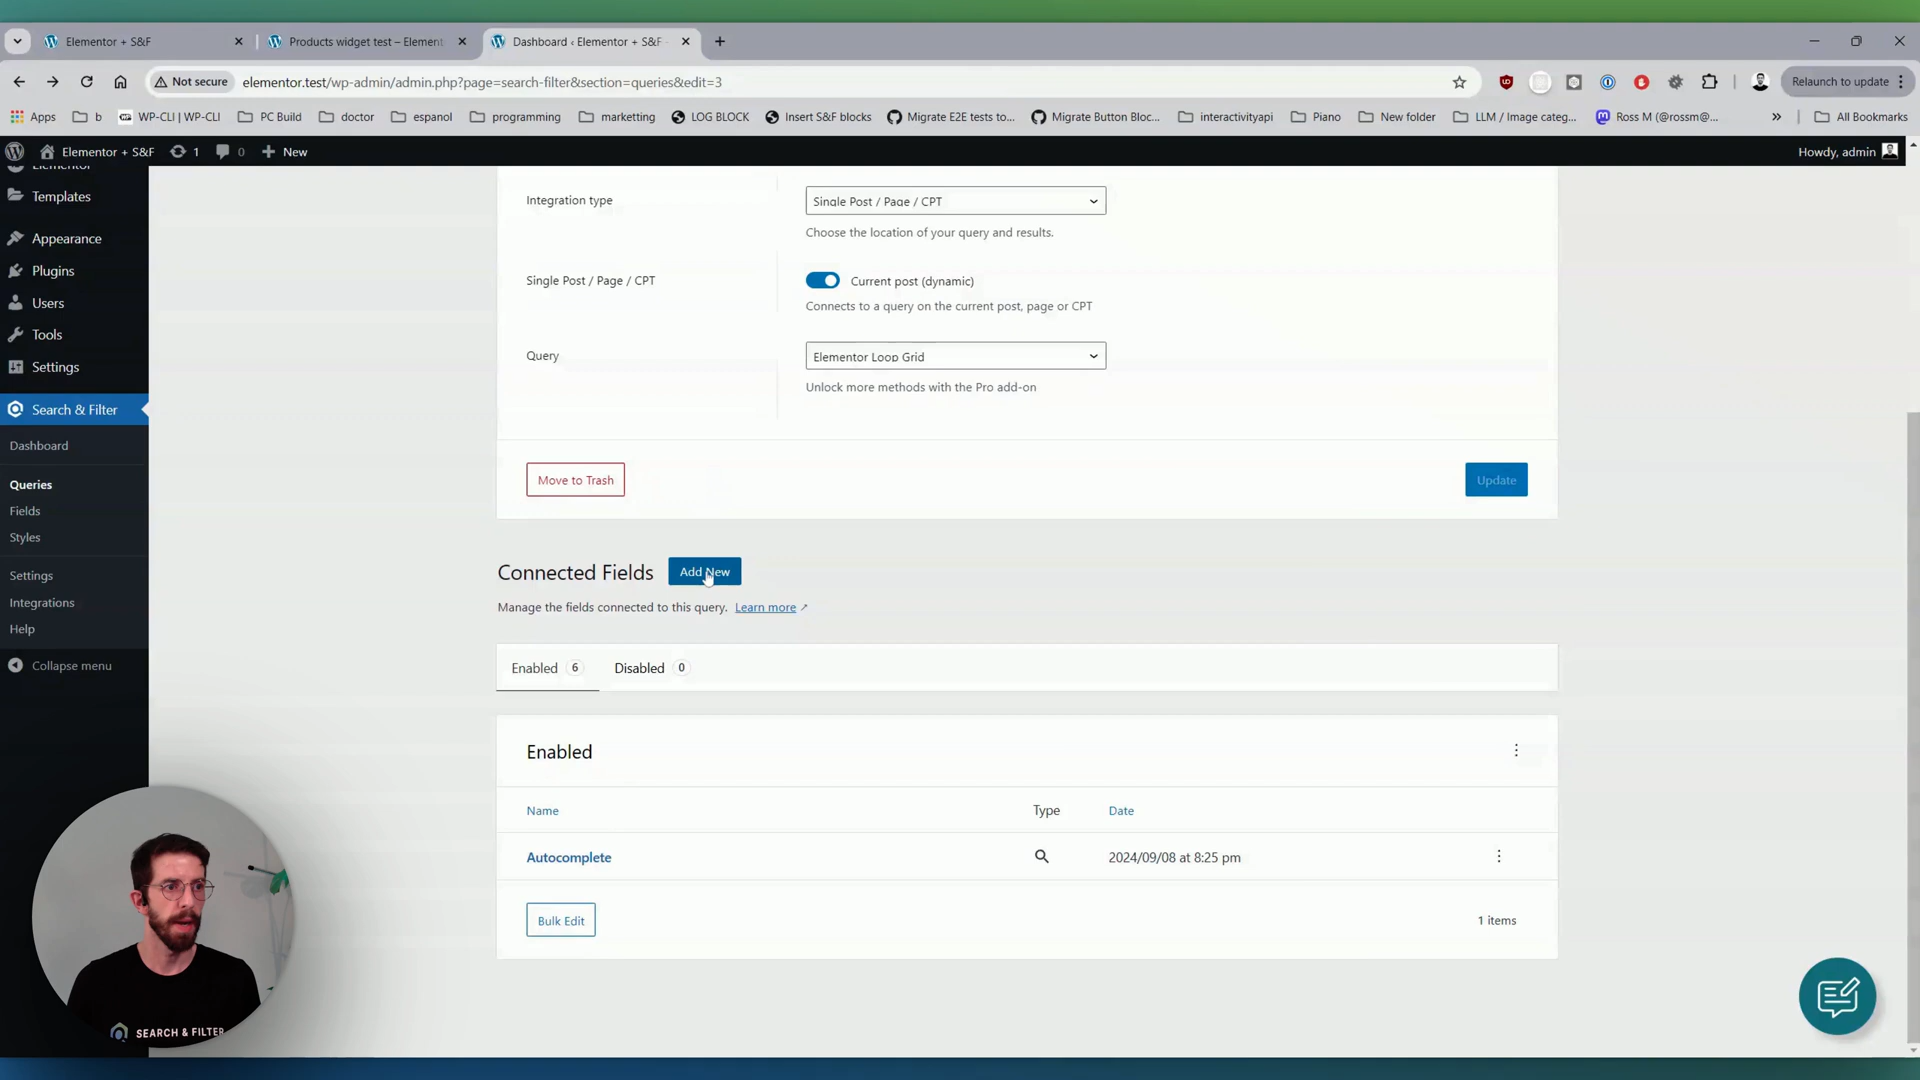 Elementor + S&F
Products widget test – Element
Dashboard ‹ Elementor + S&F
Not secure
elementor.test/wp-admin/admin.php?page=search-filter&section=queries&edit=3
Relaunch to update
Apps
b
WP-CLI | WP-CLI
PC Build
doctor
espanol
programming
marketting
LOG BLOCK
Insert S&F blocks
Migrate E2E tests to...
Migrate Button Bloc...
interactivityapi
Piano
New folder
LLM / Image categ...
Ross M (@rossm@...
All Bookmarks
Elementor + S&F
1
0
New
Howdy, admin
Elementor
Templates
Appearance
Plugins
Users
Tools
Settings
Search & Filter
Dashboard
Queries
Fields
Styles
Settings
Integrations
Help
Collapse menu
Integration type
Single Post / Page / CPT
Choose the location of your query and results.
Single Post / Page / CPT
Current post (dynamic)
Connects to a query on the current post, page or CPT
Query
Elementor Loop Grid
Unlock more methods with the Pro add-on
Move to Trash
Update
Connected Fields
Add New
Manage the fields connected to this query. Learn more
Enabled 6
Disabled 0
Enabled
Name
Type
Date
Autocomplete
2024/09/08 at 8:25 pm
Bulk Edit
1 items
SEARCH & FILTER